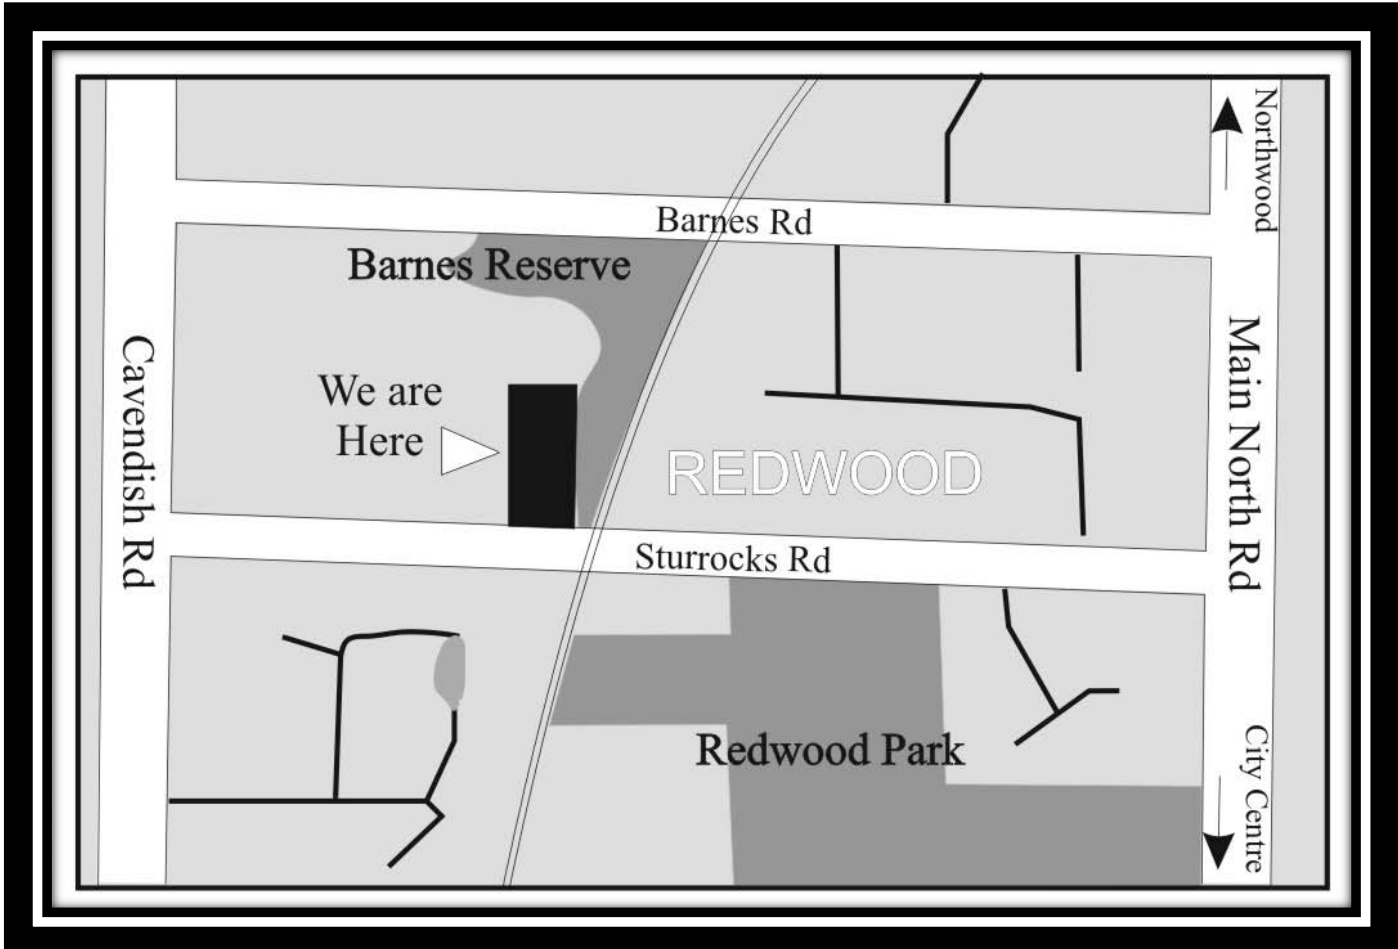 Northwood
Barnes Rd
Barnes Reserve
Cavendish Rd
We are
Here
Main North Rd
REDWOOD
Sturrocks Rd
Redwood Park
City Centre